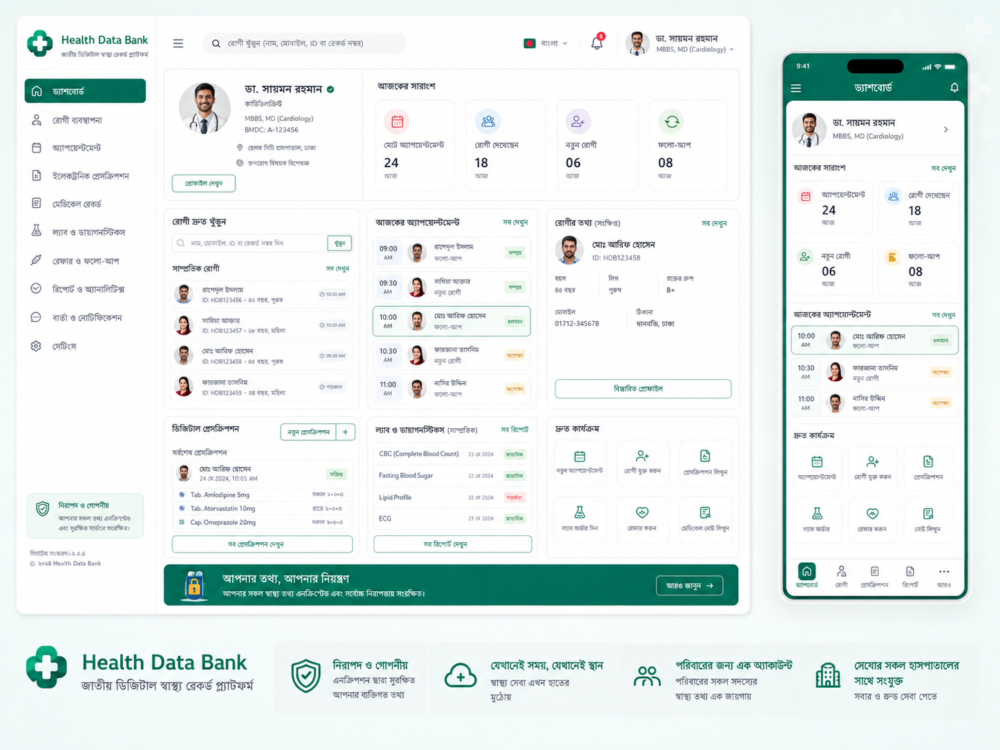 Health Data Bank
জাতীয় ডিজিটাল স্বাস্থ্য রেকর্ড প্ল্যাটফর্ম
ড্যাশবোর্ড
রোগী ব্যবস্থাপনা
অ্যাপয়েন্টমেন্ট
ইলেকট্রনিক প্রেসক্রিপশন
মেডিকেল রেকর্ড
ল্যাব ও ডায়াগনস্টিকস
রেফার ও ফলো-আপ
রিপোর্ট ও অ্যানালিটিক্স
বার্তা ও নোটিফিকেশন
সেটিংস
নিরাপদ ও গোপনীয়
আপনার সকল তথ্য এনক্রিপ্টেড
এবং সুরক্ষিত সার্ভারে সংরক্ষিত।
সিস্টেম সংস্করণ: ২.০.৯
© ২০২৪ Health Data Bank
রোগী খুঁজুন (নাম, মোবাইল, ID বা রেকর্ড নম্বর)
বাংলা
8
ডা. সায়মন রহমান
MBBS, MD (Cardiology)
ডা. সায়মন রহমান
MBBS, MD (Cardiology)
BMDC: A-123456
হেলথ সিটি হাসপাতাল, ঢাকা
হৃদরোগ বিষয়ক বিশেষজ্ঞ
প্রোফাইল দেখুন
আজকের সারাংশ
মোট অ্যাপয়েন্টমেন্ট
24
আজ
রোগী দেখেছেন
18
আজ
নতুন রোগী
06
আজ
ফলো-আপ
08
আজ
রোগী দ্রুত খুঁজুন
নাম, মোবাইল, ID বা রেকর্ড নম্বর দিন
খুঁজুন
সাম্প্রতিক রোগী
সব দেখুন
রাশেদুল ইসলাম
ID: HDB123456 • ৫২ বছর, পুরুষ
10:30 AM
সাথিয়া আক্তার
ID: HDB123457 • ২৮ বছর, মহিলা
10:00 AM
মোঃ আরিফ হোসেন
ID: HDB123458 • ৪৫ বছর, পুরুষ
09:30 AM
ফারজানা তাসনিম
ID: HDB123459 • ৩৪ বছর, মহিলা
গতকাল
আজকের অ্যাপয়েন্টমেন্ট
সব দেখুন
09:00 AM
রাশেদুল ইসলাম
ফলো-আপ
সম্পন্ন
09:30 AM
সাথিয়া আক্তার
নতুন রোগী
সম্পন্ন
10:00 AM
মোঃ আরিফ হোসেন
ফলো-আপ
চলমান
10:30 AM
ফারজানা তাসনিম
নতুন রোগী
অপেক্ষা
11:00 AM
নাসির উদ্দিন
ফলো-আপ
অপেক্ষা
রোগীর তথ্য (সংক্ষিপ্ত)
সব দেখুন
মোঃ আরিফ হোসেন
ID: HDB123458
বয়স
৪৫ বছর
লিঙ্গ
পুরুষ
রক্তের গ্রুপ
B+
মোবাইল
01712-345678
ঠিকানা
ধানমন্ডি, ঢাকা
বিস্তারিত প্রোফাইল
ডিজিটাল প্রেসক্রিপশন
নতুন প্রেসক্রিপশন +
সর্বশেষ প্রেসক্রিপশন
মোঃ আরিফ হোসেন
24 মে 2024, 10:05 AM
সক্রিয়
Tab. Amlodipine 5mg
সকাল ১+০+০
Tab. Atorvastatin 10mg
রাতে ১+০+০
Cap. Omeprazole 20mg
সকাল ১+০+০
সব প্রেসক্রিপশন দেখুন
ল্যাব ও ডায়াগনস্টিকস (সাম্প্রতিক)
সব রিপোর্ট
CBC (Complete Blood Count)
23 মে 2024
স্বাভাবিক
Fasting Blood Sugar
22 মে 2024
স্বাভাবিক
Lipid Profile
22 মে 2024
সতর্কতা
ECG
21 মে 2024
স্বাভাবিক
সব রিপোর্ট দেখুন
দ্রুত কার্যক্রম
নতুন অ্যাপয়েন্টমেন্ট
রোগী যুক্ত করুন
প্রেসক্রিপশন লিখুন
ল্যাব অর্ডার দিন
রেফার করুন
মেডিকেল নোট লিখুন
আপনার তথ্য, আপনার নিয়ন্ত্রণ
আপনার সকল স্বাস্থ্য তথ্য এনক্রিপ্টেড এবং সর্বোচ্চ নিরাপত্তায় সংরক্ষিত।
আরও জানুন →
9:41
ড্যাশবোর্ড
ডা. সায়মন রহমান
MBBS, MD (Cardiology)
আজকের সারাংশ
সব দেখুন
অ্যাপয়েন্টমেন্ট
24
আজ
রোগী দেখেছেন
18
আজ
নতুন রোগী
06
আজ
ফলো-আপ
08
আজ
আজকের অ্যাপয়েন্টমেন্ট
সব দেখুন
10:00 AM
মোঃ আরিফ হোসেন
ফলো-আপ
চলমান
10:30 AM
ফারজানা তাসনিম
নতুন রোগী
অপেক্ষা
11:00 AM
নাসির উদ্দিন
ফলো-আপ
অপেক্ষা
দ্রুত কার্যক্রম
অ্যাপয়েন্টমেন্ট
রোগী যুক্ত করুন
প্রেসক্রিপশন
ল্যাব অর্ডার
রেফার করুন
নোট লিখুন
ড্যাশবোর্ড
রোগী
প্রেসক্রিপশন
রিপোর্ট
আরও
Health Data Bank
জাতীয় ডিজিটাল স্বাস্থ্য রেকর্ড প্ল্যাটফর্ম
নিরাপদ ও গোপনীয়
এনক্রিপশন দ্বারা সুরক্ষিত
আপনার ব্যক্তিগত তথ্য
যেখানেই সময়, যেখানেই স্থান
স্বাস্থ্য সেবা এখন হাতের
মুঠোয়
পরিবারের জন্য এক অ্যাকাউন্ট
পরিবারের সকল সদস্যের
স্বাস্থ্য তথ্য এক জায়গায়
সকল হাসপাতালের
সাথে সংযুক্ত
সবার ও দ্রুত সেবা পেতে